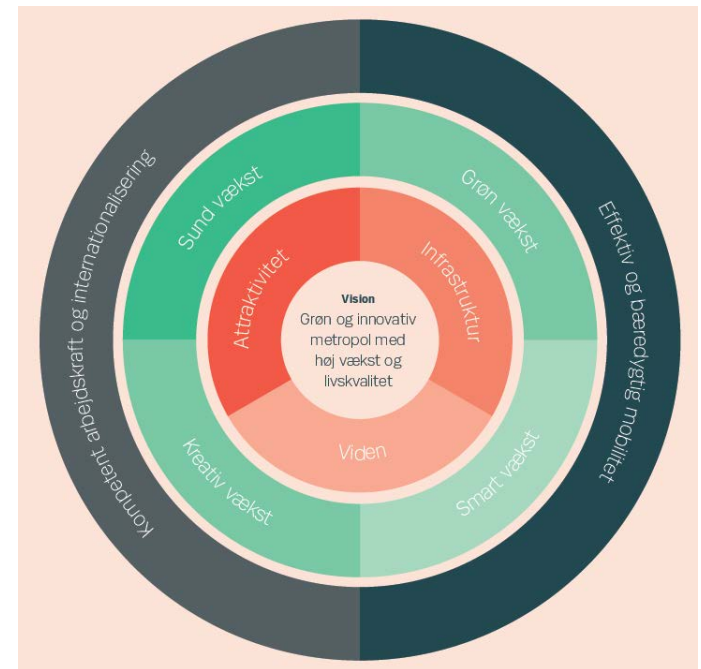 Kompetent arbejdskraft og internationalisering
Effektiv og bæredygtig mobilitet
Sund vækst
Grøn vækst
Kreativ vækst
Smart vækst
Attraktivitet
Infrastruktur
Viden
Vision
Grøn og innovativ
metropol med
høj vækst og
livskvalitet